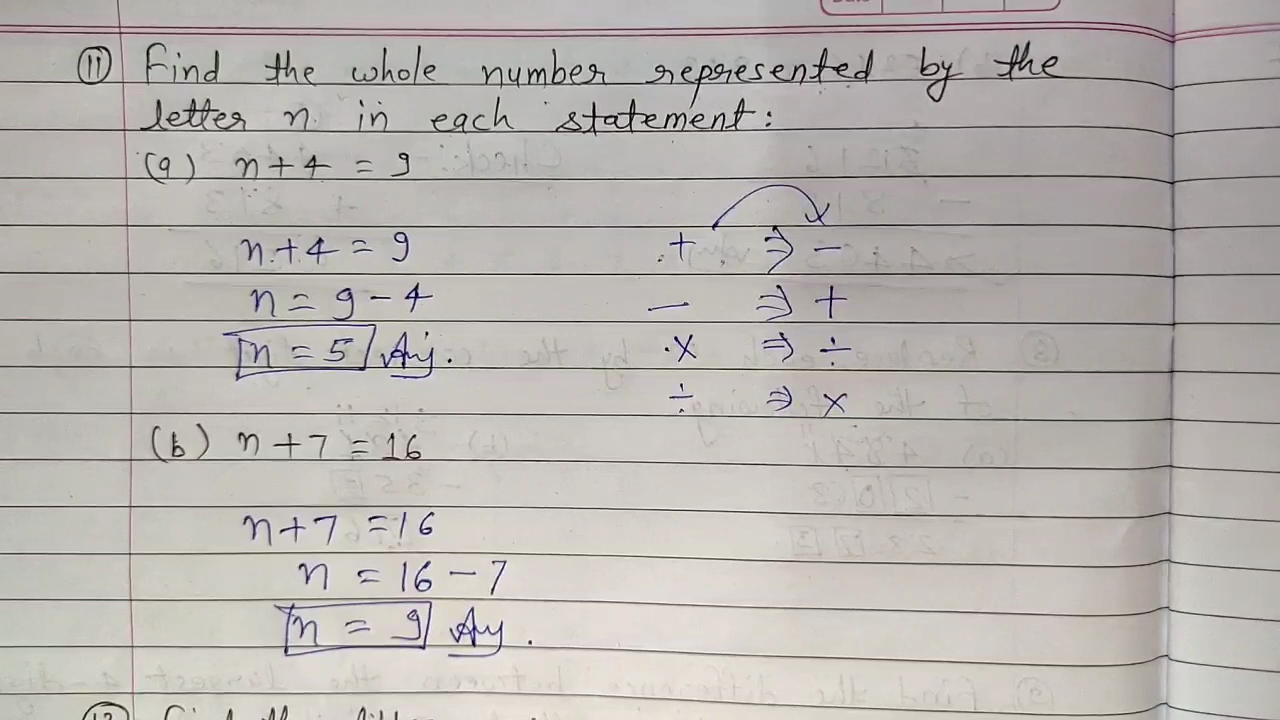 ⑪ Find the whole number represented by the
letter n in each statement:
(a) n + 4 = 9
n + 4 = 9
n = 9 - 4
n = 5 Ans.
+ ⇒ -
- ⇒ +
× ⇒ ÷
÷ ⇒ ×
(b) n + 7 = 16
n + 7 = 16
n = 16 - 7
n = 9 Ans.